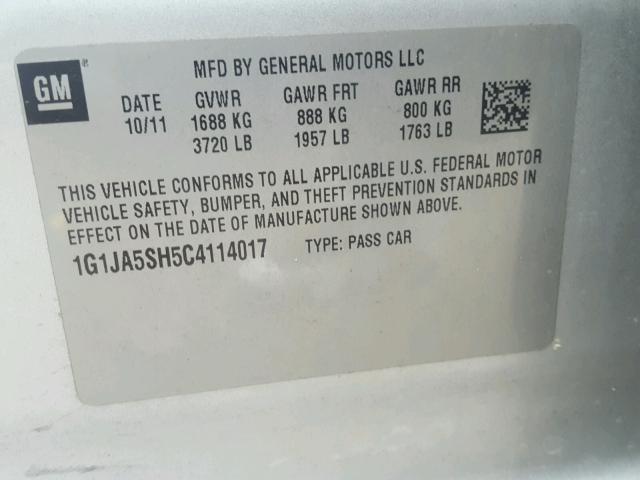 GM ®
MFD BY GENERAL MOTORS LLC
DATE GVWR GAWR FRT GAWR RR
10/11 1688 KG 888 KG 800 KG
3720 LB 1957 LB 1763 LB
THIS VEHICLE CONFORMS TO ALL APPLICABLE U.S. FEDERAL MOTOR
VEHICLE SAFETY, BUMPER, AND THEFT PREVENTION STANDARDS IN
EFFECT ON THE DATE OF MANUFACTURE SHOWN ABOVE.
1G1JA5SH5C4114017 TYPE: PASS CAR